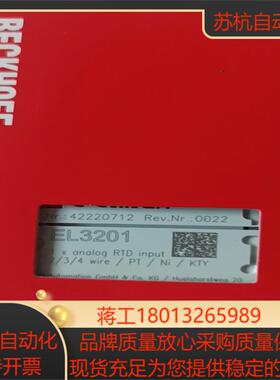 苏杭自动
BECKHOFF
Nr.: 42220712 Rev.Nr.: 0022
EL3201
x analog RTD input
2/3/4 wire / PT / Ni / KTY
Automation GmbH & Co. KG / Huelshorstweg 20
蒋工18013265989
自动化 品牌质量放心采购质量保
开票 现货充足为您提供稳定的